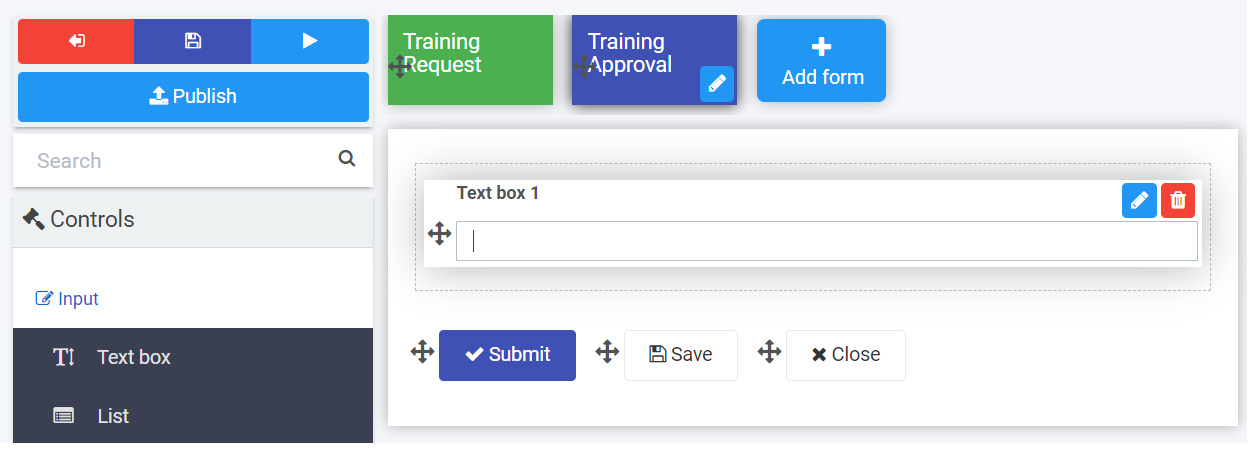 Publish
Search
Controls
Input
Text box
List
Training
Request
Training
Approval
Add form
Text box 1
Submit
Save
Close